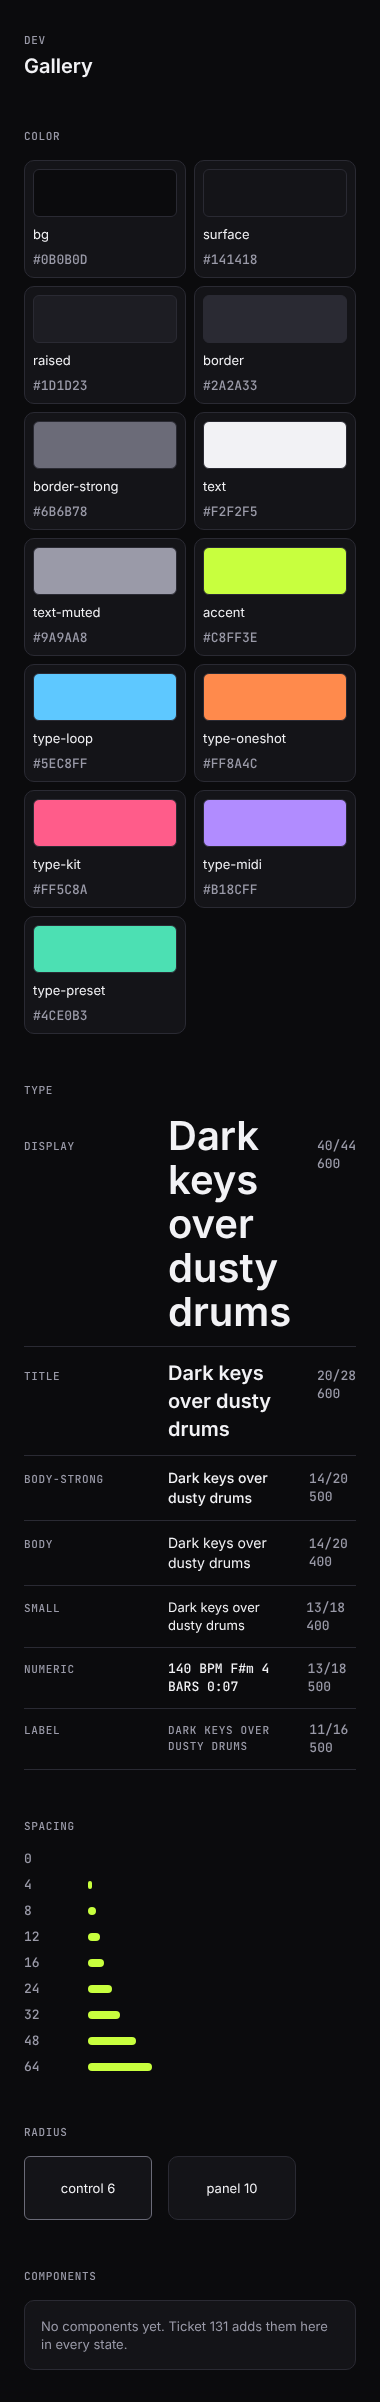 DEV
Gallery
COLOR
bg
#0B0B0D
surface
#141418
raised
#1D1D23
border
#2A2A33
border-strong
#6B6B78
text
#F2F2F5
text-muted
#9A9AA8
accent
#C8FF3E
type-loop
#5EC8FF
type-oneshot
#FF8A4C
type-kit
#FF5C8A
type-midi
#B18CFF
type-preset
#4CE0B3
TYPE
DISPLAY
Dark
keys
over
dusty
drums
40/44
600
TITLE
Dark keys
over dusty
drums
20/28
600
BODY-STRONG
Dark keys over
dusty drums
14/20
500
BODY
Dark keys over
dusty drums
14/20
400
SMALL
Dark keys over
dusty drums
13/18
400
NUMERIC
140 BPM F#m 4
BARS 0:07
13/18
500
LABEL
DARK KEYS OVER
DUSTY DRUMS
11/16
500
SPACING
0
4
8
12
16
24
32
48
64
RADIUS
control 6
panel 10
COMPONENTS
No components yet. Ticket 131 adds them here
in every state.